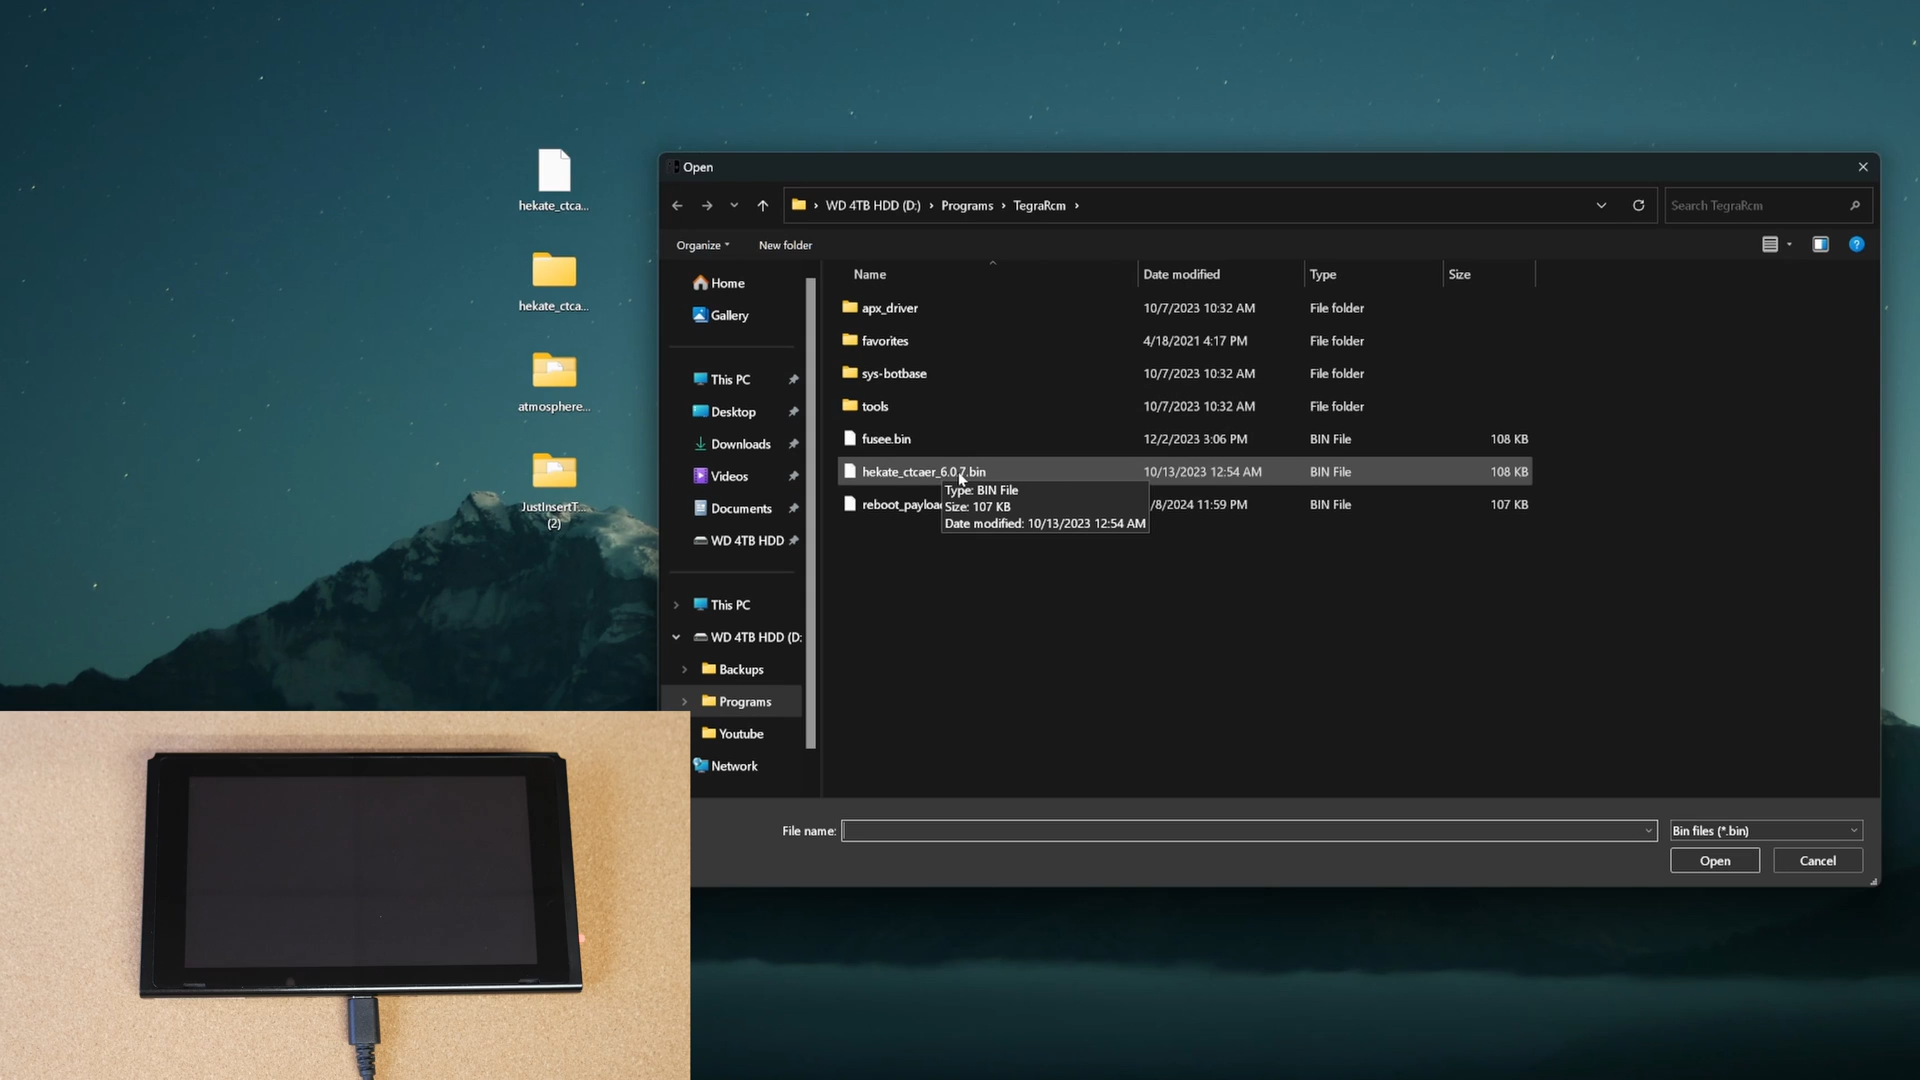 hekate_ctca...
hekate_ctca...
atmosphere...
JustInsertT...
(2)
Open
WD 4TB HDD (D:) › Programs › TegraRcm ›
Search TegraRcm
Organize
New folder
Home
Gallery
This PC
Desktop
Downloads
Videos
Documents
WD 4TB HDD
This PC
WD 4TB HDD (D:
Backups
Programs
Youtube
Network
Name Date modified Type Size
apx_driver 10/7/2023 10:32 AM File folder
favorites 4/18/2021 4:17 PM File folder
sys-botbase 10/7/2023 10:32 AM File folder
tools 10/7/2023 10:32 AM File folder
fusee.bin 12/2/2023 3:06 PM BIN File 108 KB
hekate_ctcaer_6.0.7.bin 10/13/2023 12:54 AM BIN File 108 KB
reboot_payloa /8/2024 11:59 PM BIN File 107 KB
Type: BIN File
Size: 107 KB
Date modified: 10/13/2023 12:54 AM
File name:
Bin files (*.bin)
Open
Cancel